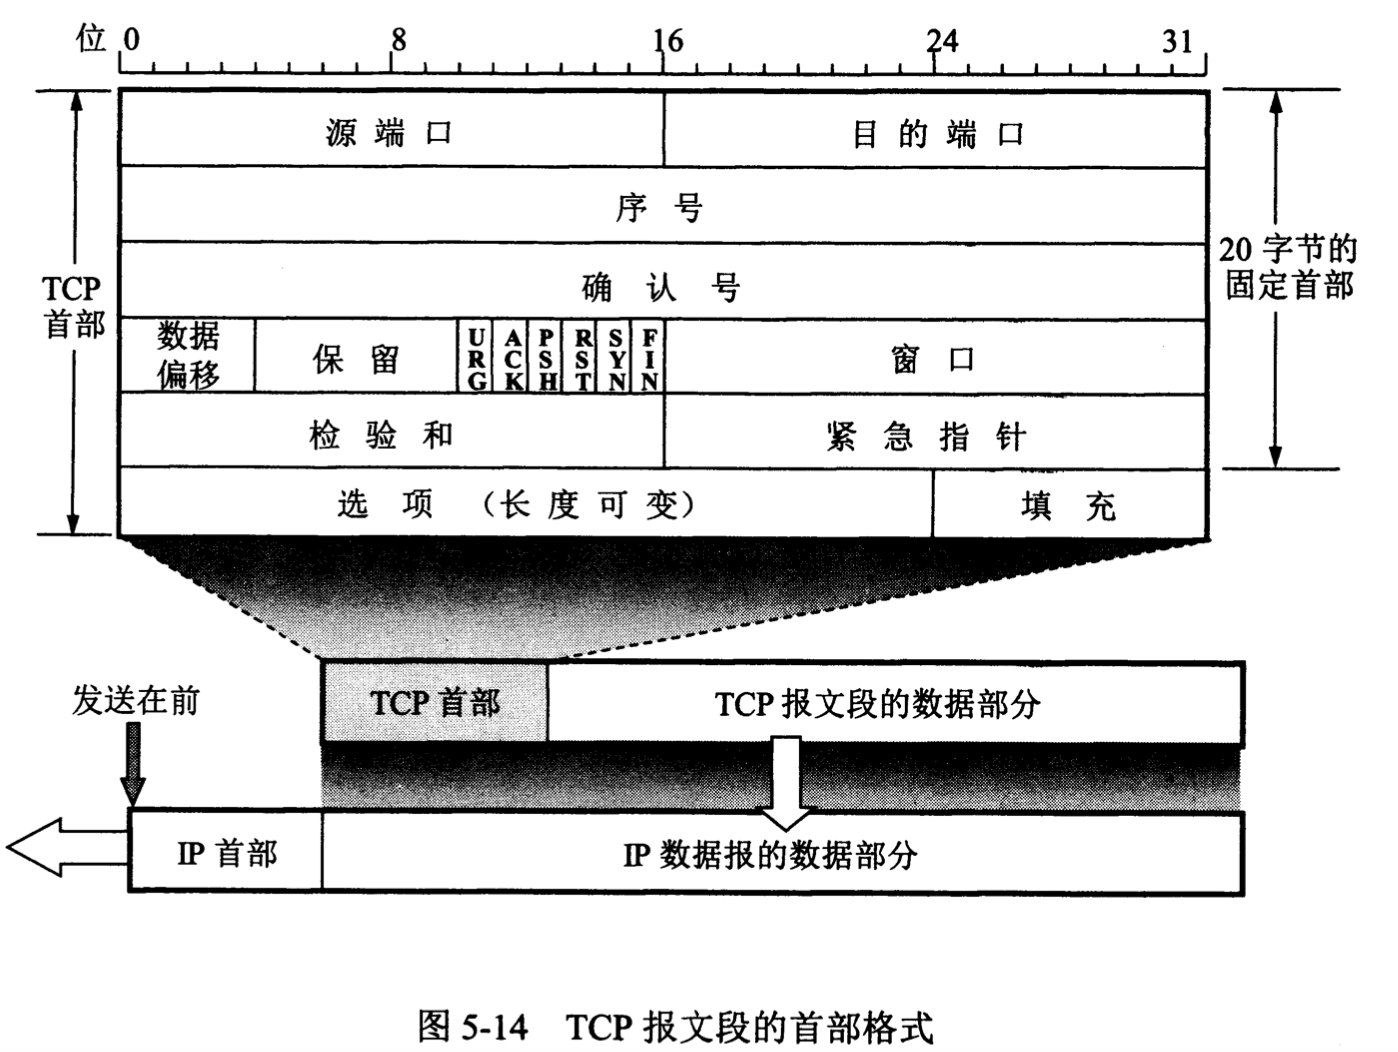 位 0 8 16 24 31
源端口 目的端口
序号
确认号
TCP
首部
20 字节的
固定首部
数据
偏移
保留
URG
ACK
PSH
RST
SYN
FIN
窗口
检验和 紧急指针
选项（长度可变） 填充
发送在前
TCP 首部 TCP 报文段的数据部分
IP 首部 IP 数据报的数据部分
图 5-14 TCP 报文段的首部格式